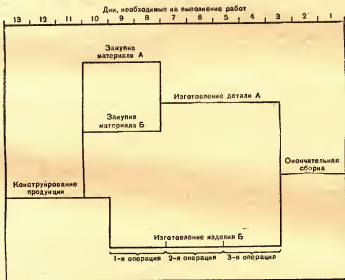 Дни, необходимые на выполнение работ
13 12 11 10 9 8 7 6 5 4 3 2 1
Закупка
материала А
Изготовление детали А
Закупка
материала Б
Окончательная
сборка
Конструирование
продукции
Изготовление изделия Б
1-я операция 2-я операция 3-я операция